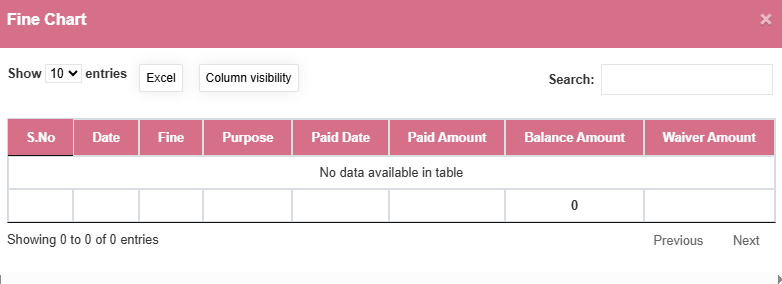 Fine Chart ×
Show 10 entries Excel Column visibility Search:
S.No Date Fine Purpose Paid Date Paid Amount Balance Amount Waiver Amount
No data available in table
0
Showing 0 to 0 of 0 entries Previous Next